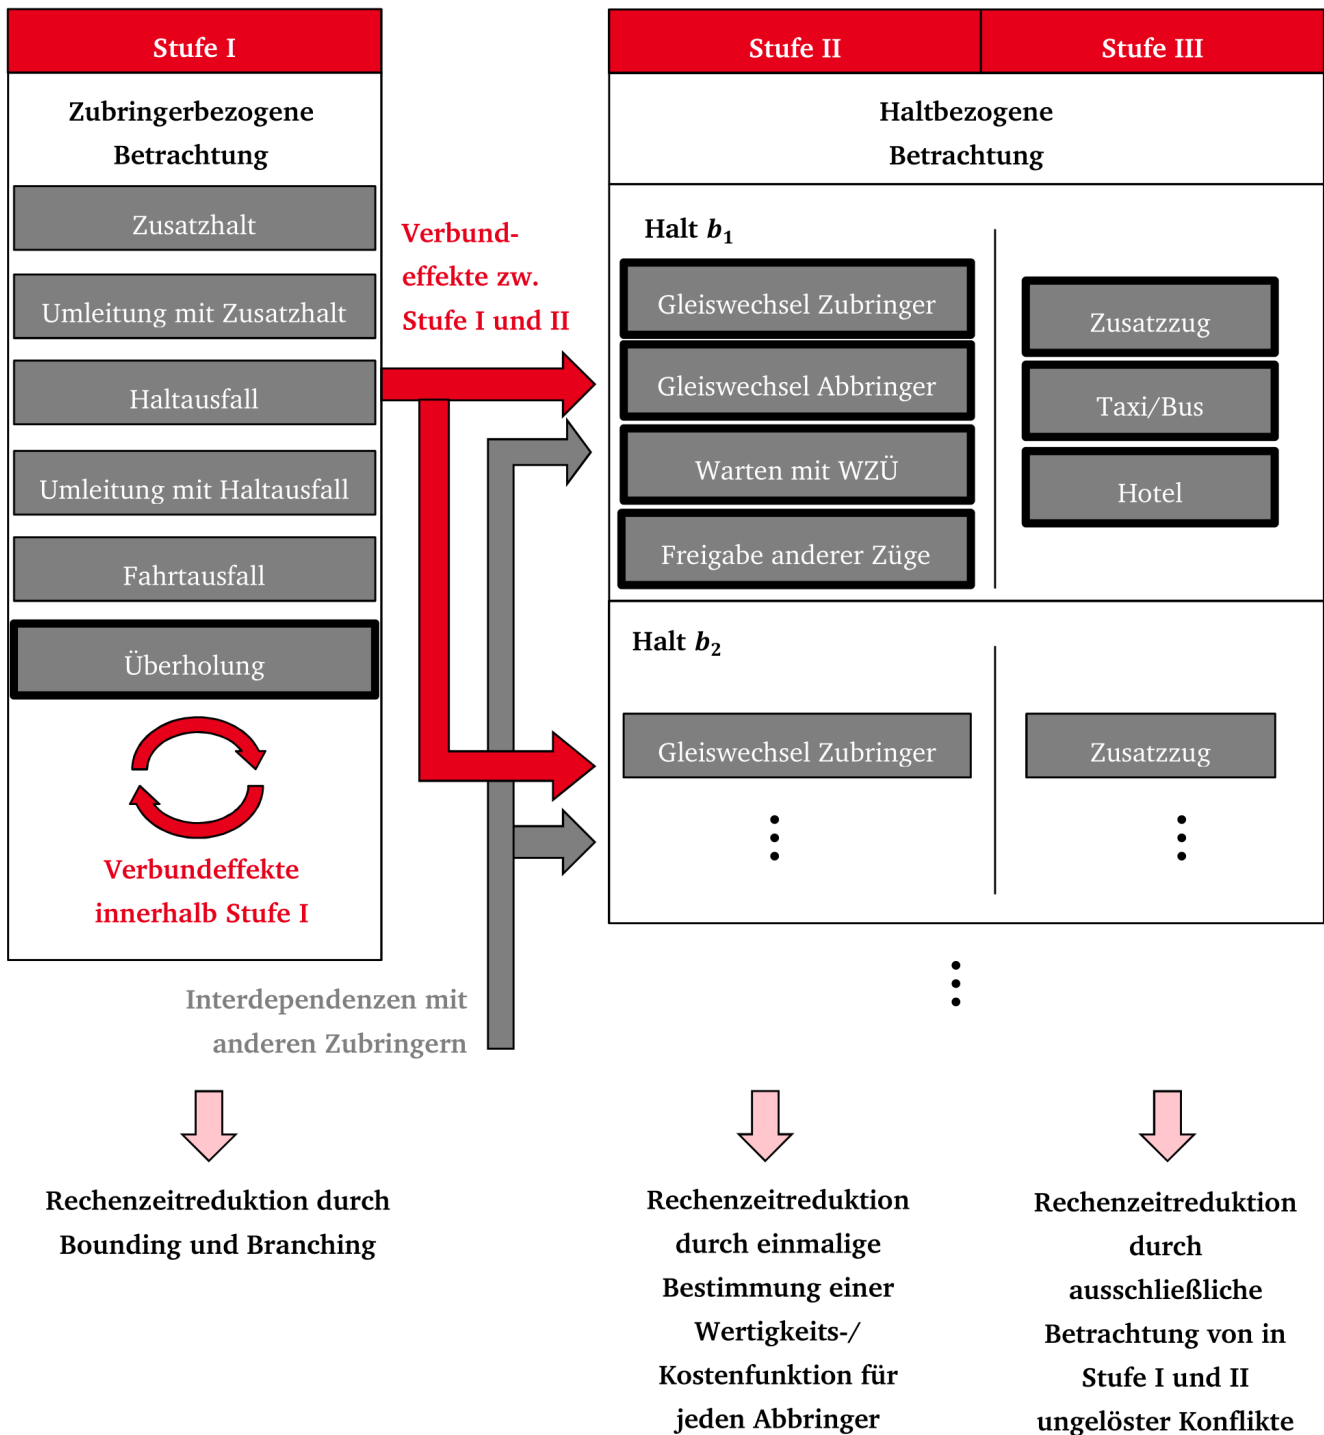 Stufe I
Zubringerbezogene
Betrachtung
Zusatzhalt
Umleitung mit Zusatzhalt
Haltausfall
Umleitung mit Haltausfall
Fahrtausfall
Überholung
Verbundeffekte
innerhalb Stufe I
Verbund-
effekte zw.
Stufe I und II
Interdependenzen mit
anderen Zubringern
Stufe II
Stufe III
Haltbezogene
Betrachtung
Halt b₁
Gleiswechsel Zubringer
Gleiswechsel Abbringer
Warten mit WZÜ
Freigabe anderer Züge
Zusatzzug
Taxi/Bus
Hotel
Halt b₂
Gleiswechsel Zubringer
Zusatzzug
Rechenzeitreduktion durch
Bounding und Branching
Rechenzeitreduktion
durch einmalige
Bestimmung einer
Wertigkeits-/
Kostenfunktion für
jeden Abbringer
Rechenzeitreduktion
durch
ausschließliche
Betrachtung von in
Stufe I und II
ungelöster Konflikte